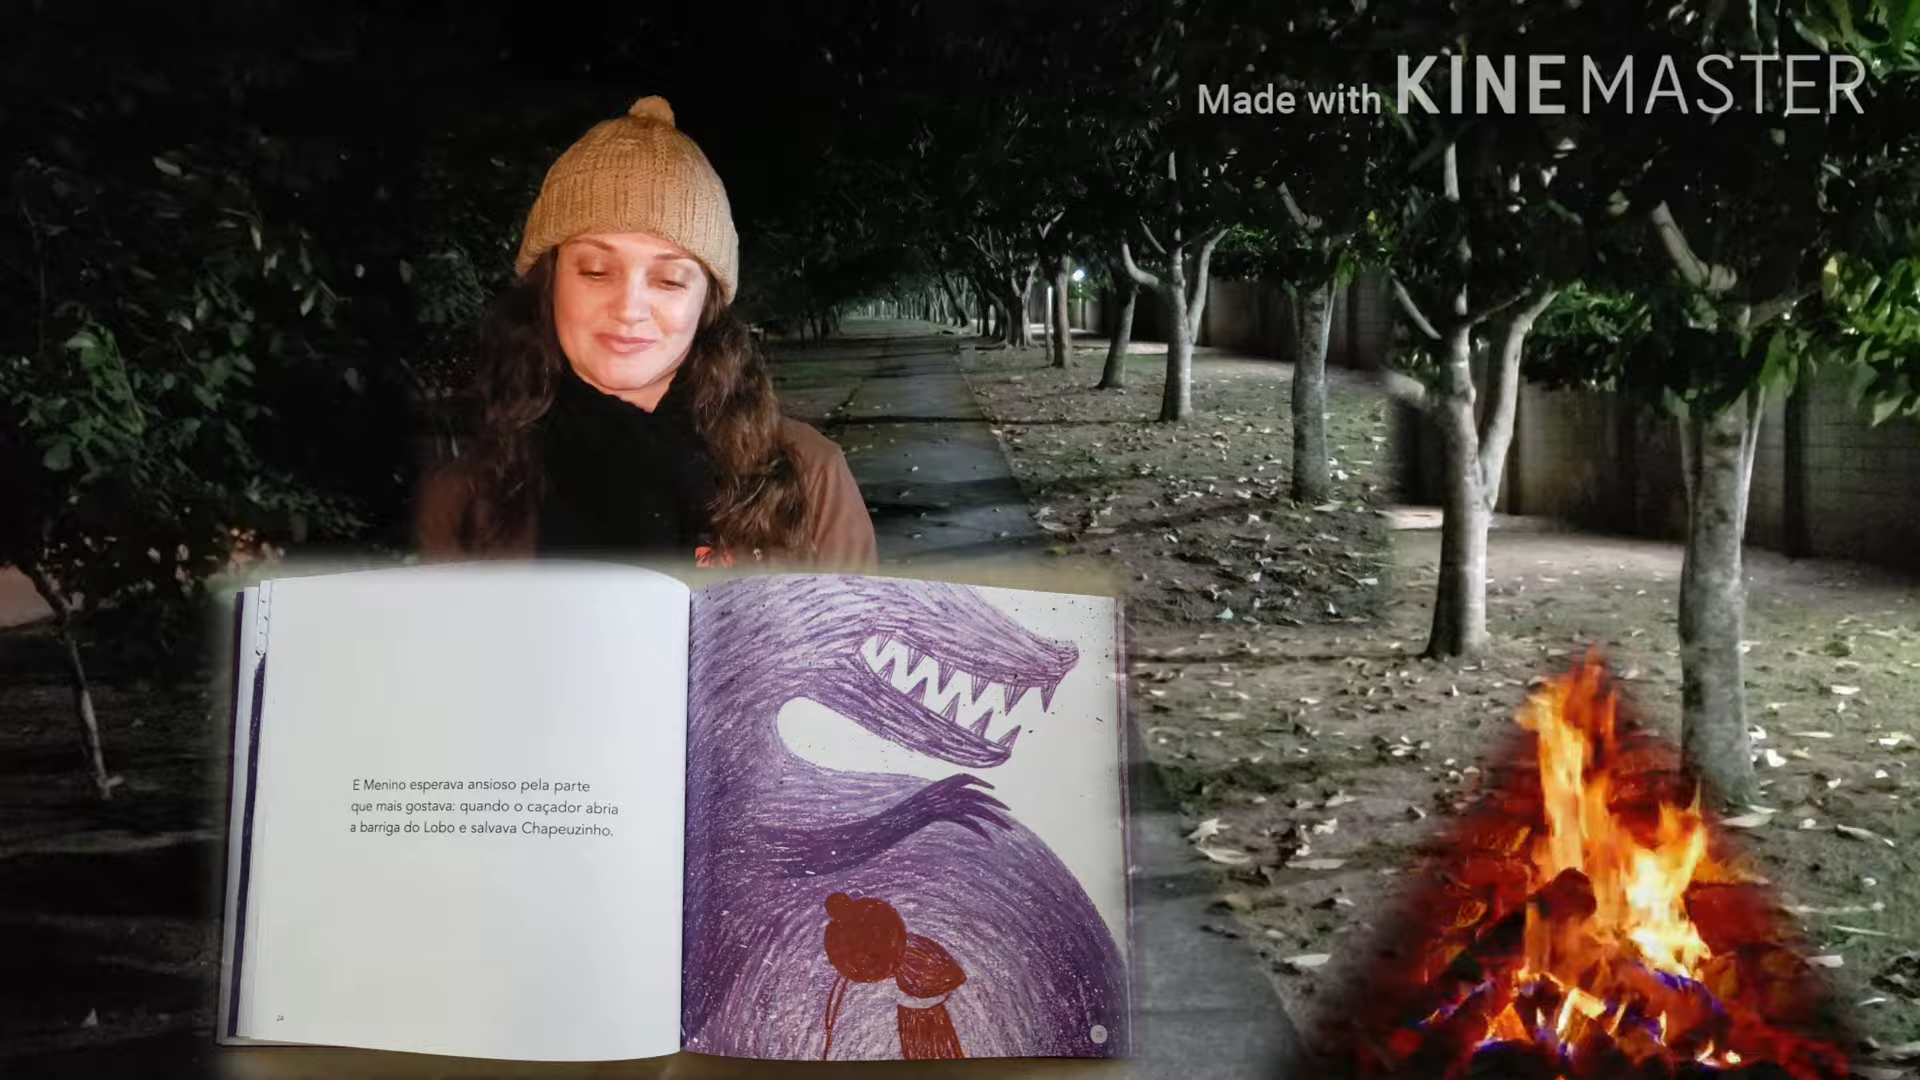 Made with KINEMASTER
E Menino esperava ansioso pela parte
que mais gostava: quando o caçador abria
a barriga do Lobo e salvava Chapeuzinho.
24